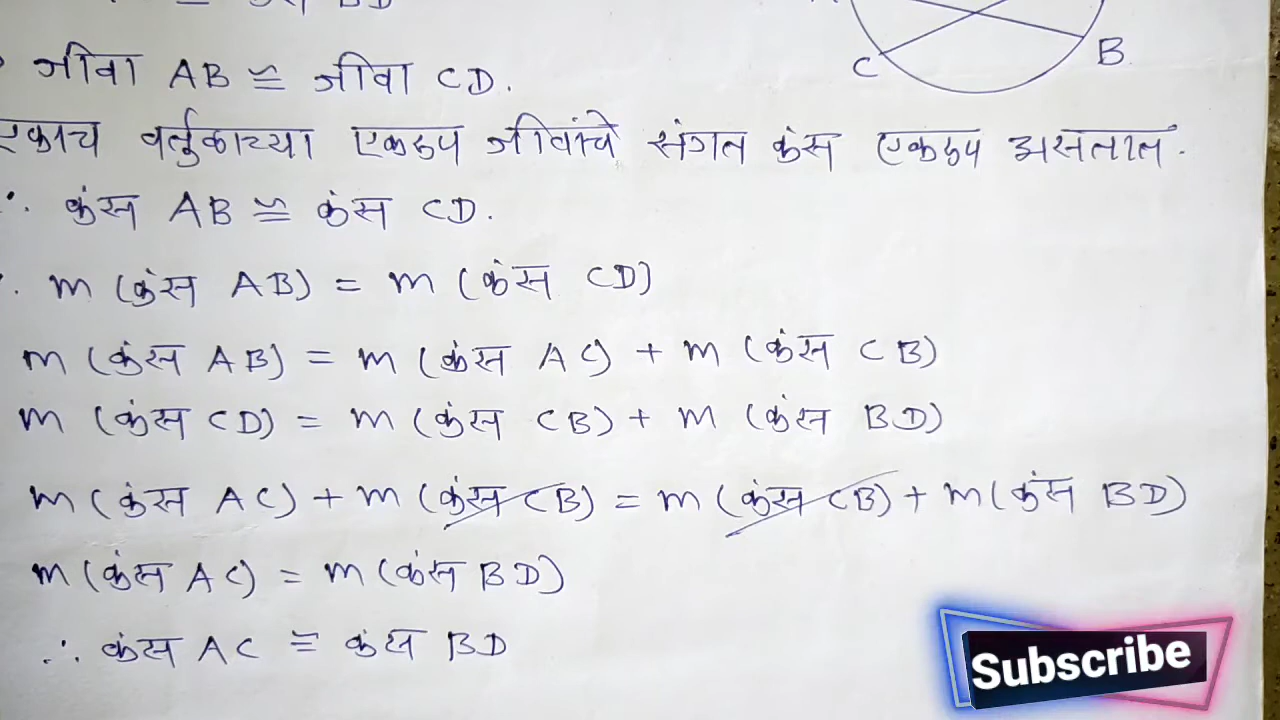 जीवा AB ≅ जीवा CD.
C
B
एकाच वर्तुळाच्या एकरूप जीवांचे संगत कंस एकरूप असतात.
∴ कंस AB ≅ कंस CD.
∴ m (कंस AB) = m (कंस CD)
m (कंस AB) = m (कंस AC) + m (कंस CB)
m (कंस CD) = m (कंस CB) + m (कंस BD)
m (कंस AC) + m (कंस CB) = m (कंस CB) + m (कंस BD)
m (कंस AC) = m (कंस BD)
∴ कंस AC ≅ कंस BD
Subscribe